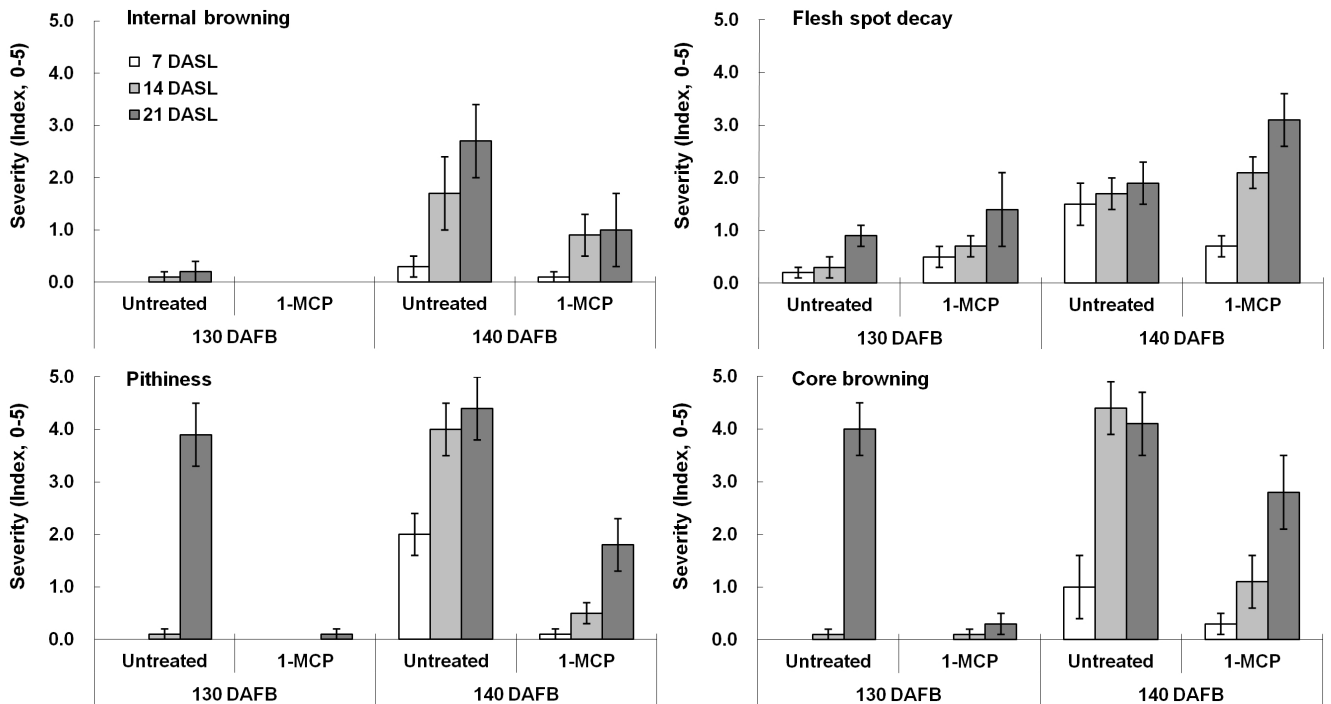 Internal browning
7 DASL
14 DASL
21 DASL
Severity (Index, 0-5)
5.0
4.0
3.0
2.0
1.0
0.0
Untreated 1-MCP Untreated 1-MCP
130 DAFB 140 DAFB
Flesh spot decay
Severity (Index, 0-5)
5.0
4.0
3.0
2.0
1.0
0.0
Untreated 1-MCP Untreated 1-MCP
130 DAFB 140 DAFB
Pithiness
Severity (Index, 0-5)
5.0
4.0
3.0
2.0
1.0
0.0
Untreated 1-MCP Untreated 1-MCP
130 DAFB 140 DAFB
Core browning
Severity (Index, 0-5)
5.0
4.0
3.0
2.0
1.0
0.0
Untreated 1-MCP Untreated 1-MCP
130 DAFB 140 DAFB